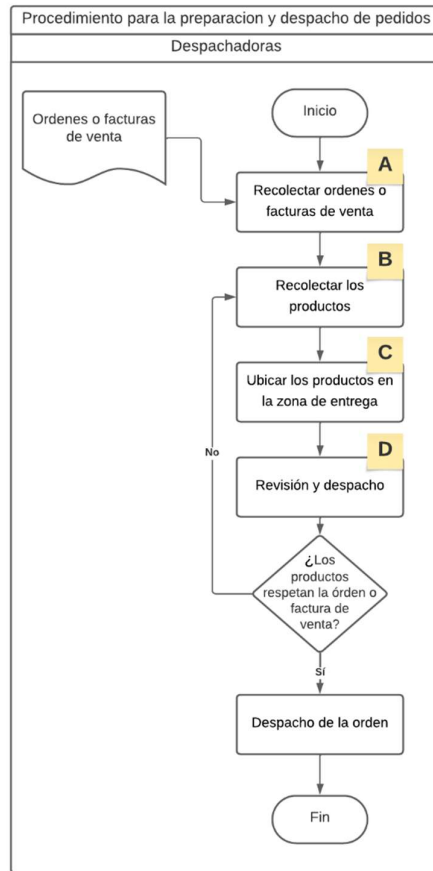 Procedimiento para la preparacion y despacho de pedidos
Despachadoras
Ordenes o facturas
de venta
Inicio
A
Recolectar ordenes o
facturas de venta
B
Recolectar los
productos
C
Ubicar los productos en
la zona de entrega
D
Revisión y despacho
No
¿Los
productos
respetan la órden o
factura de
venta?
Sí
Despacho de la orden
Fin